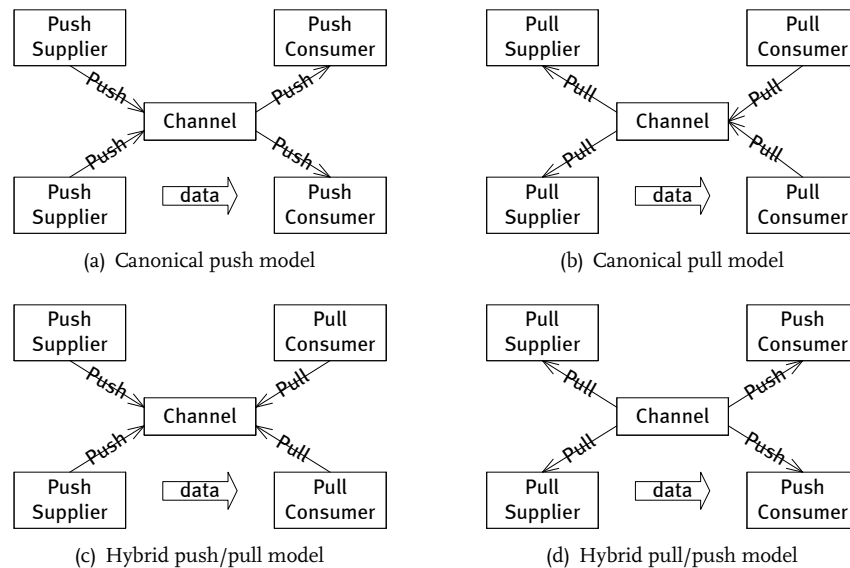 Push
Supplier
Push
Consumer
Push
Push
Channel
Push
Push
Push
Supplier
data
Push
Consumer
(a) Canonical push model
Pull
Supplier
Pull
Consumer
Pull
Pull
Channel
Pull
Pull
Pull
Supplier
data
Pull
Consumer
(b) Canonical pull model
Push
Supplier
Pull
Consumer
Push
Pull
Channel
Push
Pull
Push
Supplier
data
Pull
Consumer
(c) Hybrid push/pull model
Pull
Supplier
Push
Consumer
Pull
Push
Channel
Pull
Push
Pull
Supplier
data
Push
Consumer
(d) Hybrid pull/push model